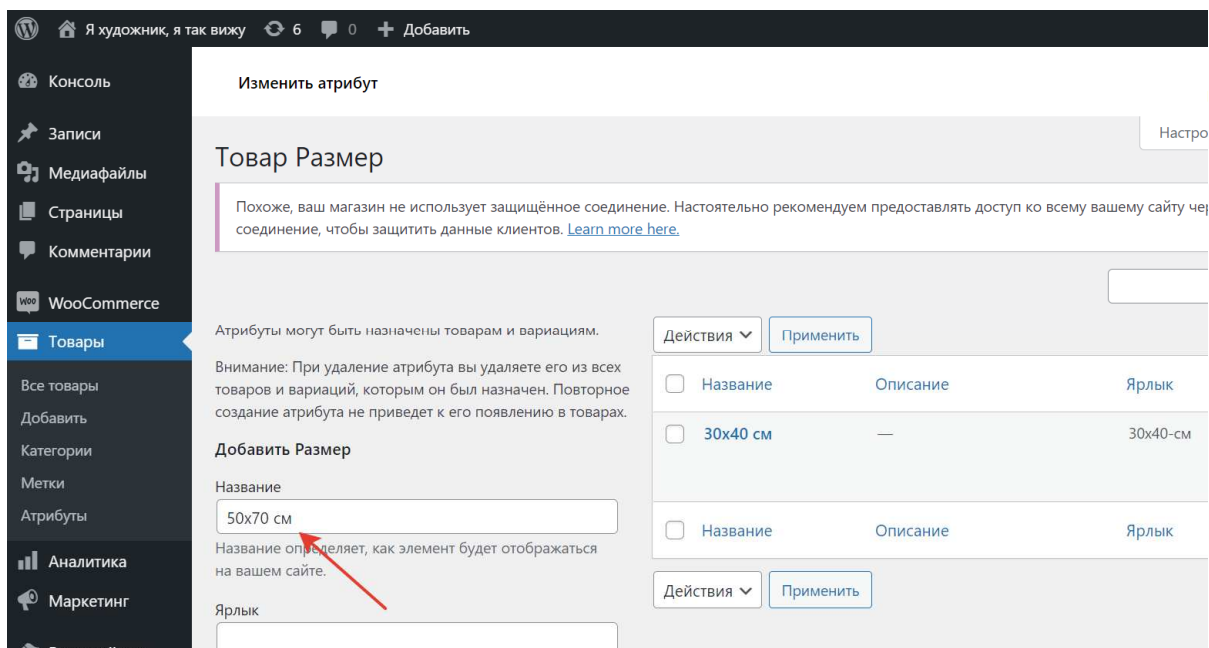 Я художник, я так вижу 6 0 + Добавить
Консоль
Записи
Медиафайлы
Страницы
Комментарии
Woo WooCommerce
Товары
Все товары
Добавить
Категории
Метки
Атрибуты
Аналитика
Маркетинг
Изменить атрибут
Настро
Товар Размер
Похоже, ваш магазин не использует защищённое соединение. Настоятельно рекомендуем предоставлять доступ ко всему вашему сайту чер
соединение, чтобы защитить данные клиентов. Learn more here.
Атрибуты могут быть назначены товарам и вариациям.
Внимание: При удаление атрибута вы удаляете его из всех
товаров и вариаций, которым он был назначен. Повторное
создание атрибута не приведет к его появлению в товарах.
Добавить Размер
Название
50x70 см
Название определяет, как элемент будет отображаться
на вашем сайте.
Ярлык
Действия Применить
Название Описание Ярлык
30x40 см — 30x40-см
Название Описание Ярлык
Действия Применить